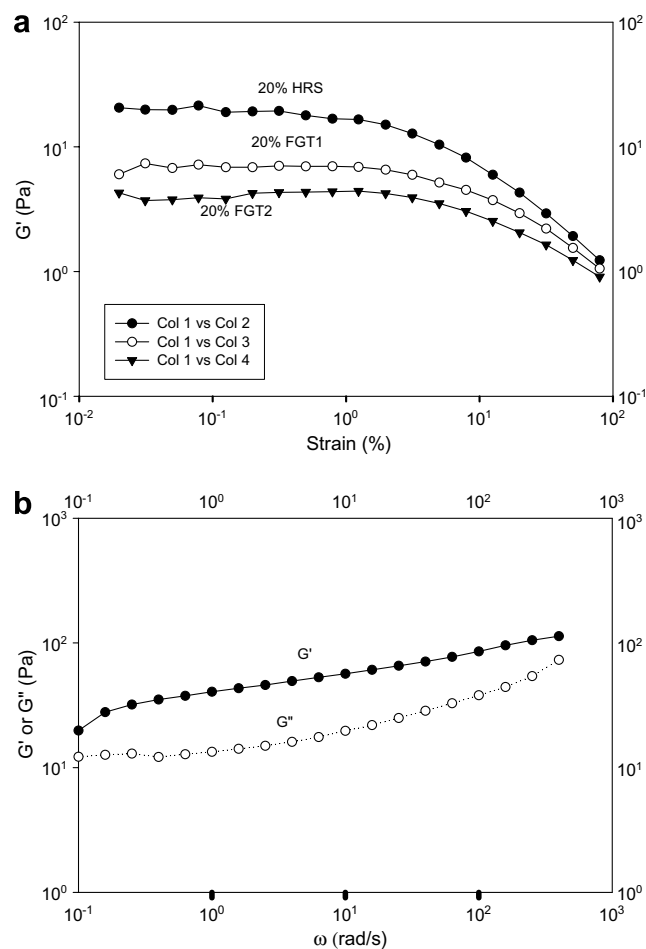 a
10²
10²
20% HRS
10¹
10¹
20% FGT1
20% FGT2
G' (Pa)
10⁰
10⁰
Col 1 vs Col 2
Col 1 vs Col 3
Col 1 vs Col 4
10⁻¹
10⁻¹
10⁻² 10⁻¹ 10⁰ 10¹ 10²
Strain (%)
b
10⁻¹ 10⁰ 10¹ 10² 10³
10³
10³
10²
10²
G'
G' or G" (Pa)
G"
10¹
10¹
10⁰
10⁰
10⁻¹ 10⁰ 10¹ 10² 10³
ω (rad/s)